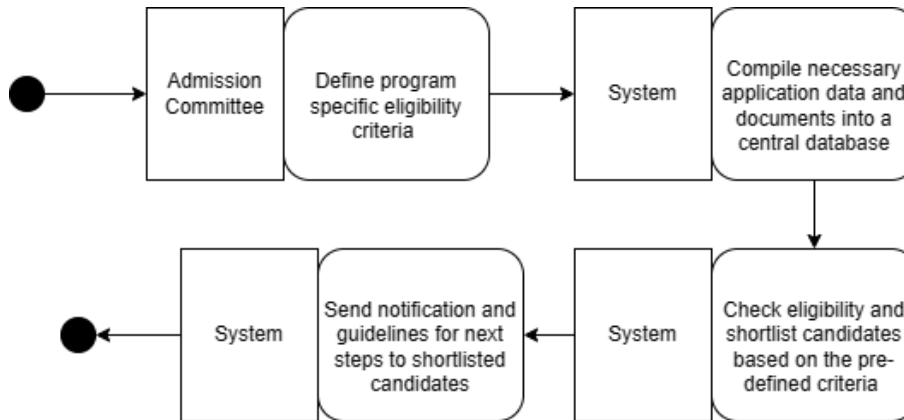 Admission
Committee
Define program
specific eligibility
criteria
System
Compile necessary
application data and
documents into a
central database
System
Send notification and
guidelines for next
steps to shortlisted
candidates
System
Check eligibility and
shortlist candidates
based on the pre-
defined criteria